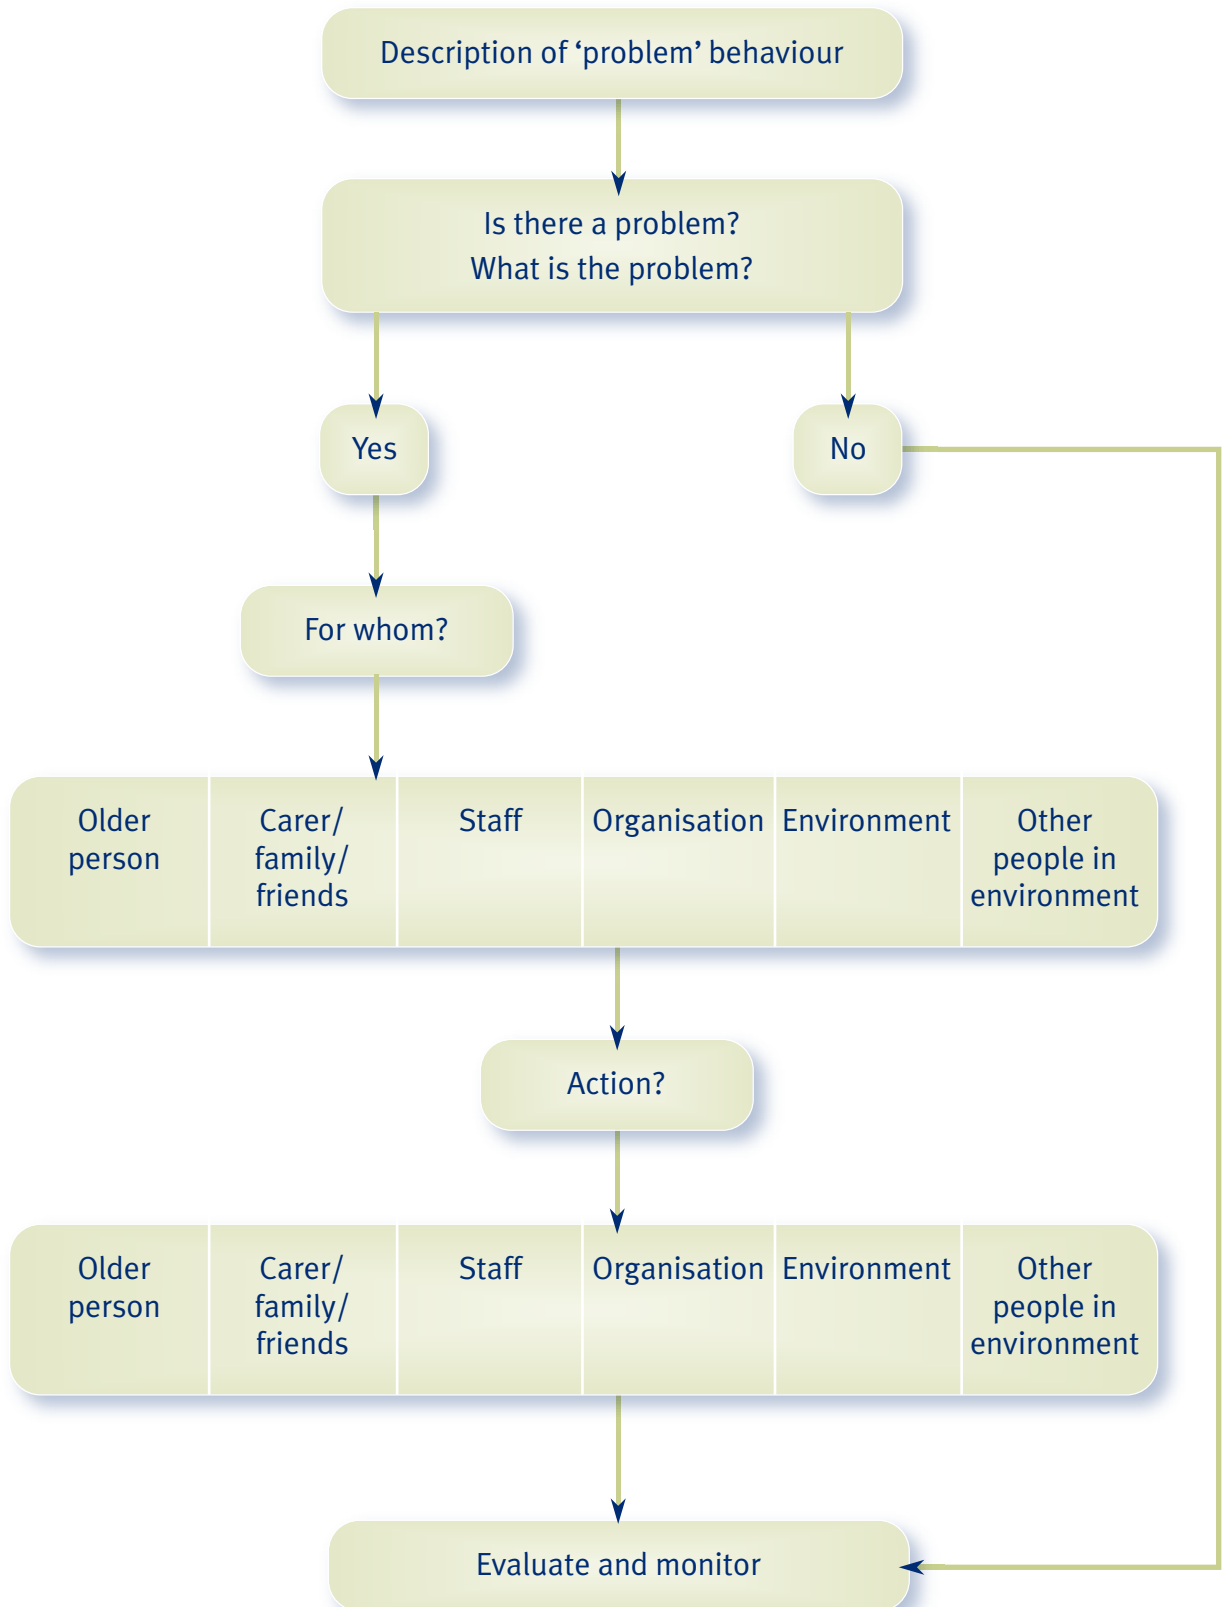 Description of ‘problem’ behaviour
Is there a problem?
What is the problem?
Yes
No
For whom?
Older
person
Carer/
family/
friends
Staff
Organisation
Environment
Other
people in
environment
Action?
Older
person
Carer/
family/
friends
Staff
Organisation
Environment
Other
people in
environment
Evaluate and monitor